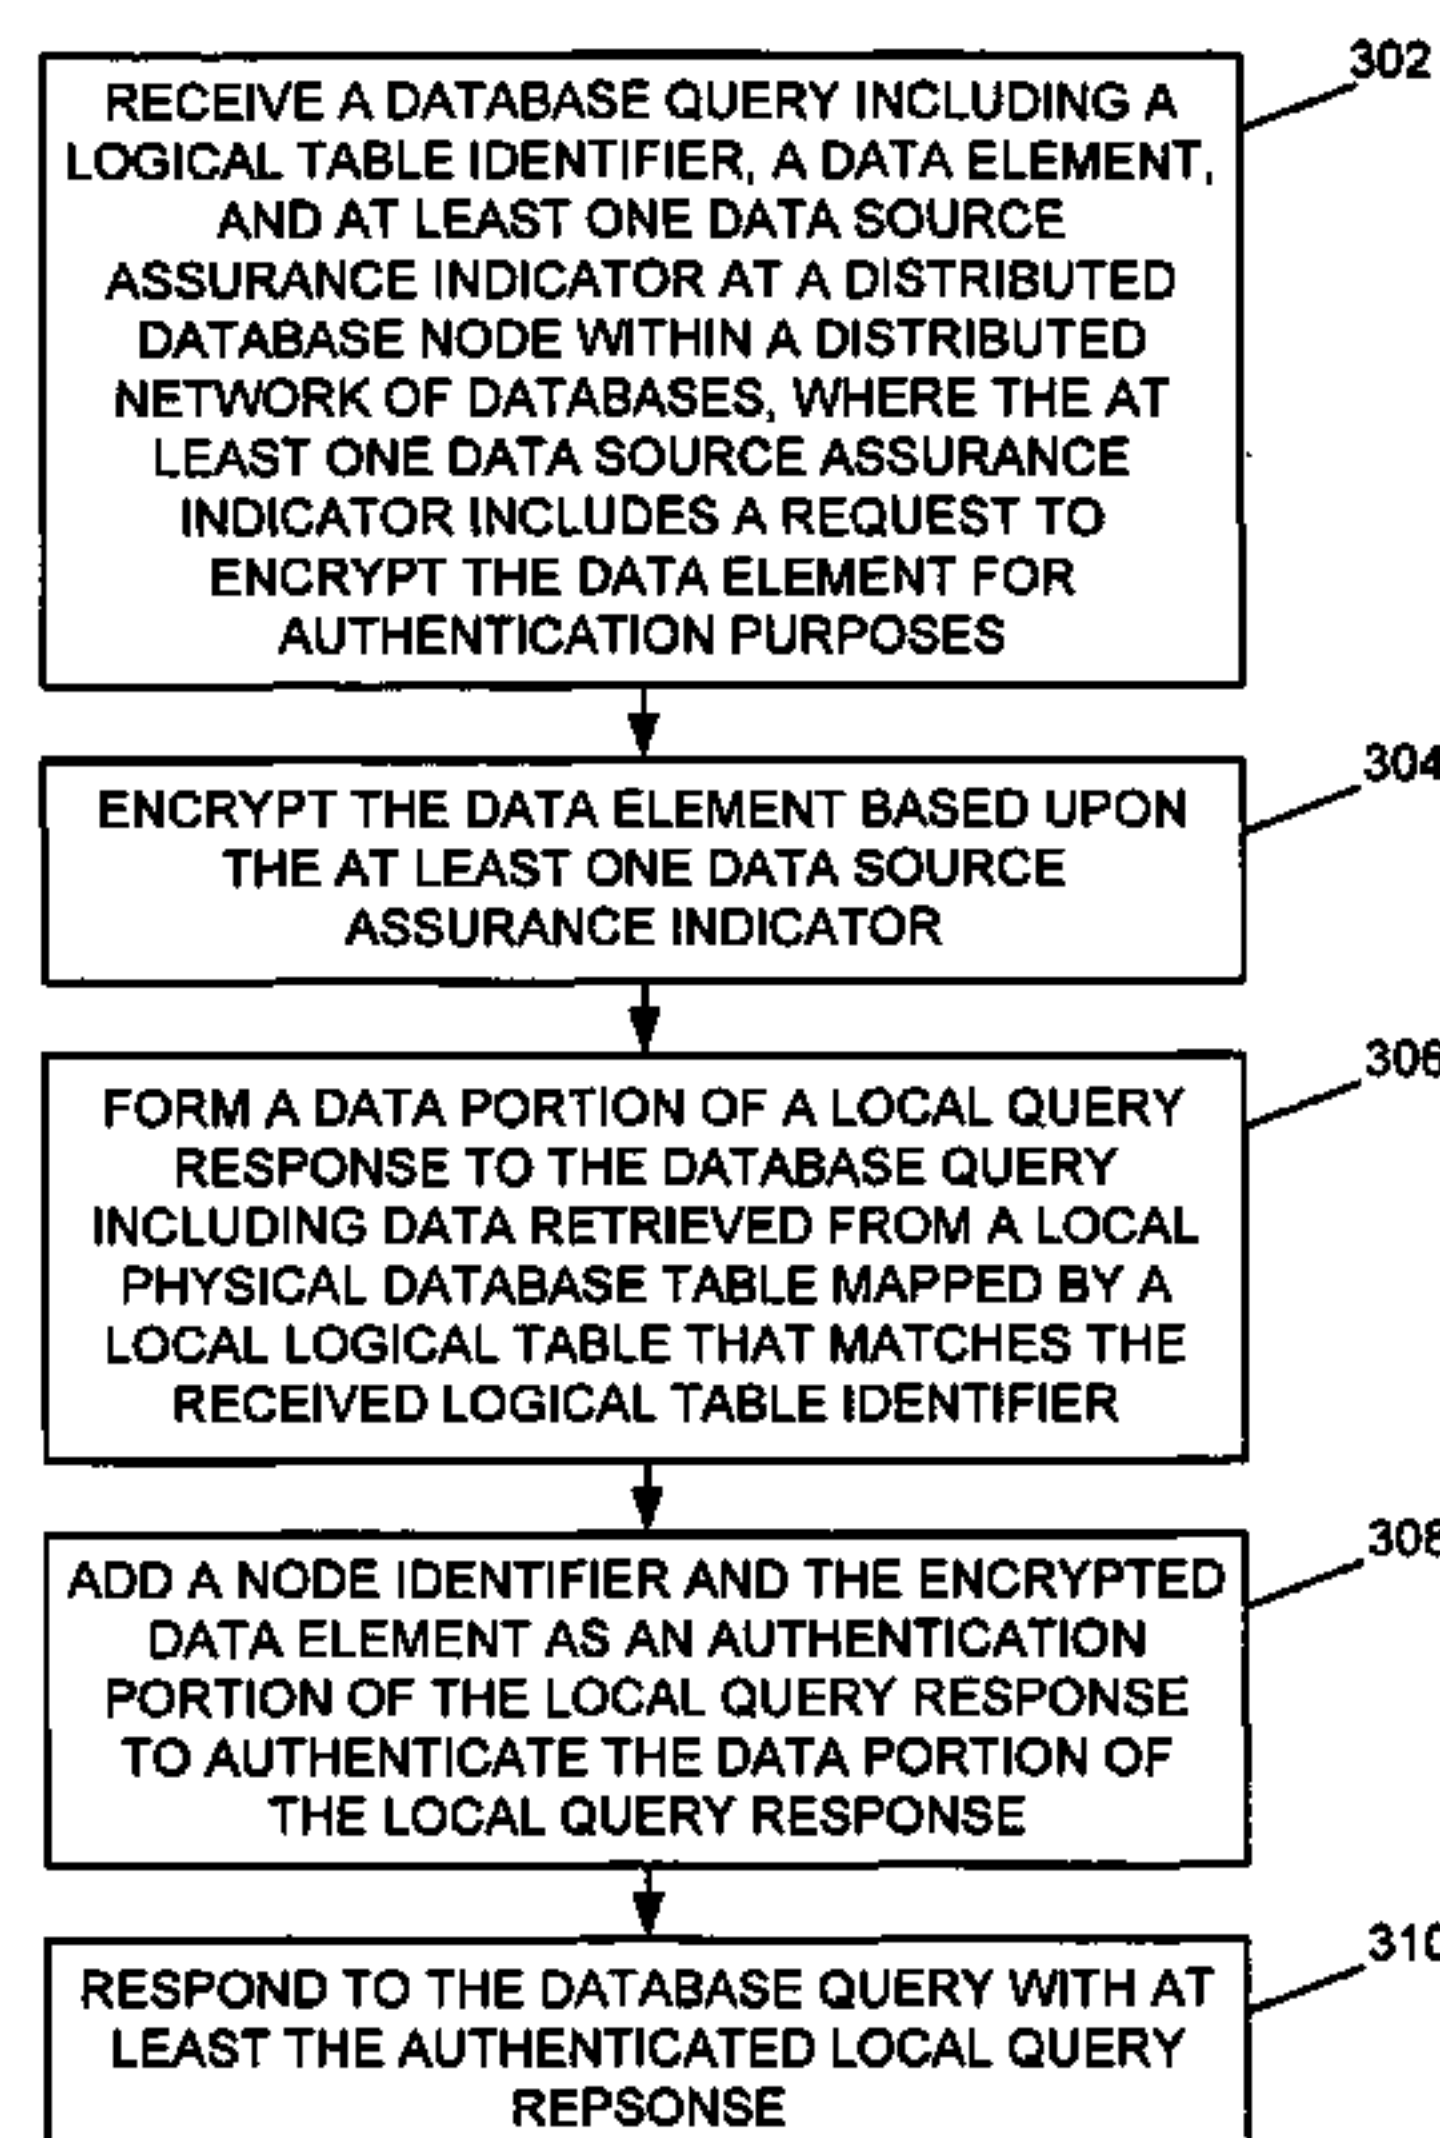 302
RECEIVE A DATABASE QUERY INCLUDING A
LOGICAL TABLE IDENTIFIER, A DATA ELEMENT,
AND AT LEAST ONE DATA SOURCE
ASSURANCE INDICATOR AT A DISTRIBUTED
DATABASE NODE WITHIN A DISTRIBUTED
NETWORK OF DATABASES, WHERE THE AT
LEAST ONE DATA SOURCE ASSURANCE
INDICATOR INCLUDES A REQUEST TO
ENCRYPT THE DATA ELEMENT FOR
AUTHENTICATION PURPOSES
304
ENCRYPT THE DATA ELEMENT BASED UPON
THE AT LEAST ONE DATA SOURCE
ASSURANCE INDICATOR
306
FORM A DATA PORTION OF A LOCAL QUERY
RESPONSE TO THE DATABASE QUERY
INCLUDING DATA RETRIEVED FROM A LOCAL
PHYSICAL DATABASE TABLE MAPPED BY A
LOCAL LOGICAL TABLE THAT MATCHES THE
RECEIVED LOGICAL TABLE IDENTIFIER
308
ADD A NODE IDENTIFIER AND THE ENCRYPTED
DATA ELEMENT AS AN AUTHENTICATION
PORTION OF THE LOCAL QUERY RESPONSE
TO AUTHENTICATE THE DATA PORTION OF
THE LOCAL QUERY RESPONSE
310
RESPOND TO THE DATABASE QUERY WITH AT
LEAST THE AUTHENTICATED LOCAL QUERY
REPSONSE